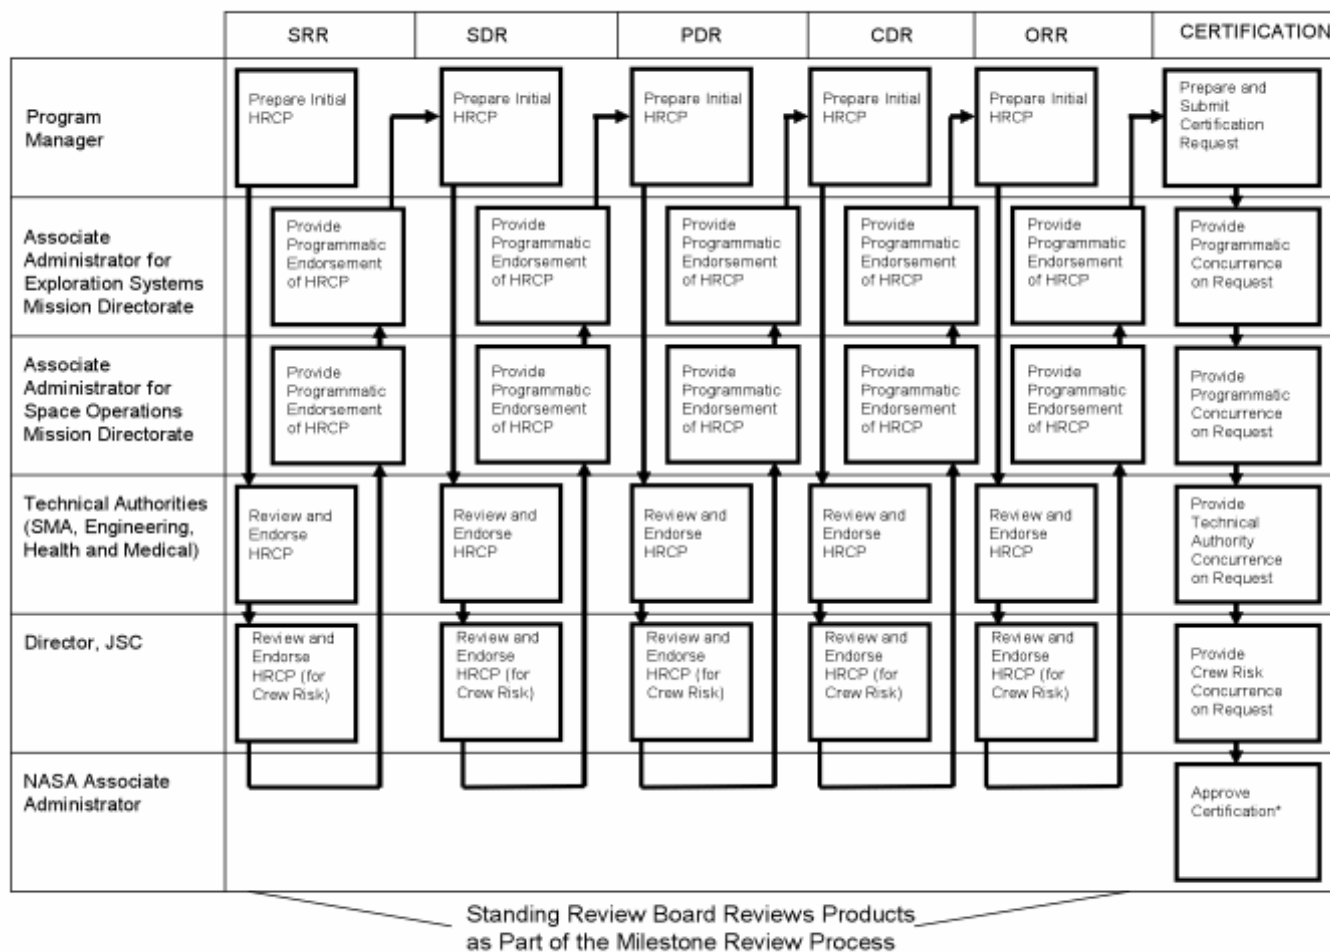 SRR
SDR
PDR
CDR
ORR
CERTIFICATION
Program
Manager
Prepare Initial
HRCP
Prepare Initial
HRCP
Prepare Initial
HRCP
Prepare Initial
HRCP
Prepare Initial
HRCP
Prepare and
Submit
Certification
Request
Associate
Administrator for
Exploration Systems
Mission Directorate
Provide
Programmatic
Endorsement
of HRCP
Provide
Programmatic
Endorsement
of HRCP
Provide
Programmatic
Endorsement
of HRCP
Provide
Programmatic
Endorsement
of HRCP
Provide
Programmatic
Endorsement
of HRCP
Provide
Programmatic
Concurrence
on Request
Associate
Administrator for
Space Operations
Mission Directorate
Provide
Programmatic
Endorsement
of HRCP
Provide
Programmatic
Endorsement
of HRCP
Provide
Programmatic
Endorsement
of HRCP
Provide
Programmatic
Endorsement
of HRCP
Provide
Programmatic
Endorsement
of HRCP
Provide
Programmatic
Concurrence
on Request
Technical Authorities
(SMA, Engineering,
Health and Medical)
Review and
Endorse
HRCP
Review and
Endorse
HRCP
Review and
Endorse
HRCP
Review and
Endorse
HRCP
Review and
Endorse
HRCP
Provide
Technical
Authority
Concurrence
on Request
Director, JSC
Review and
Endorse
HRCP (for
Crew Risk)
Review and
Endorse
HRCP (for
Crew Risk)
Review and
Endorse
HRCP (for
Crew Risk)
Review and
Endorse
HRCP (for
Crew Risk)
Review and
Endorse
HRCP (for
Crew Risk)
Provide
Crew Risk
Concurrence
on Request
NASA Associate
Administrator
Approve
Certification*
Standing Review Board Reviews Products
as Part of the Milestone Review Process